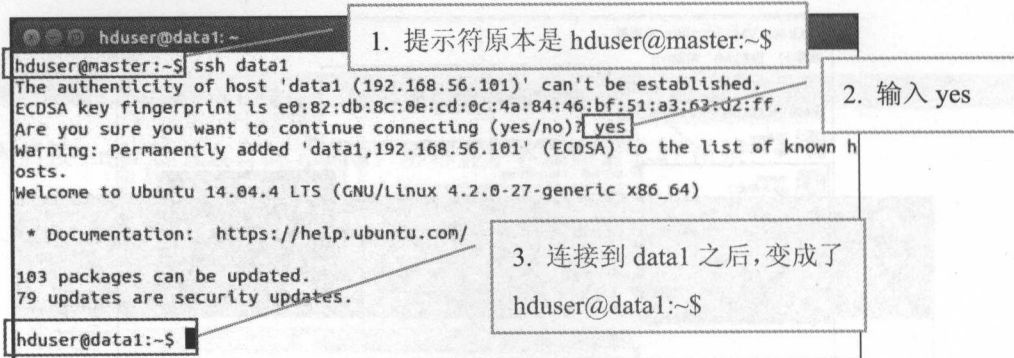 hduser@data1: ~
1. 提示符原本是 hduser@master:~$
hduser@master:~$ ssh data1
The authenticity of host 'data1 (192.168.56.101)' can't be established.
ECDSA key fingerprint is e0:82:db:8c:0e:cd:0c:4a:84:46:bf:51:a3:63:d2:ff.
2. 输入 yes
Are you sure you want to continue connecting (yes/no)? yes
Warning: Permanently added 'data1,192.168.56.101' (ECDSA) to the list of known h
osts.
Welcome to Ubuntu 14.04.4 LTS (GNU/Linux 4.2.0-27-generic x86_64)
* Documentation: https://help.ubuntu.com/
3. 连接到 data1 之后,变成了
hduser@data1:~$
103 packages can be updated.
79 updates are security updates.
hduser@data1:~$